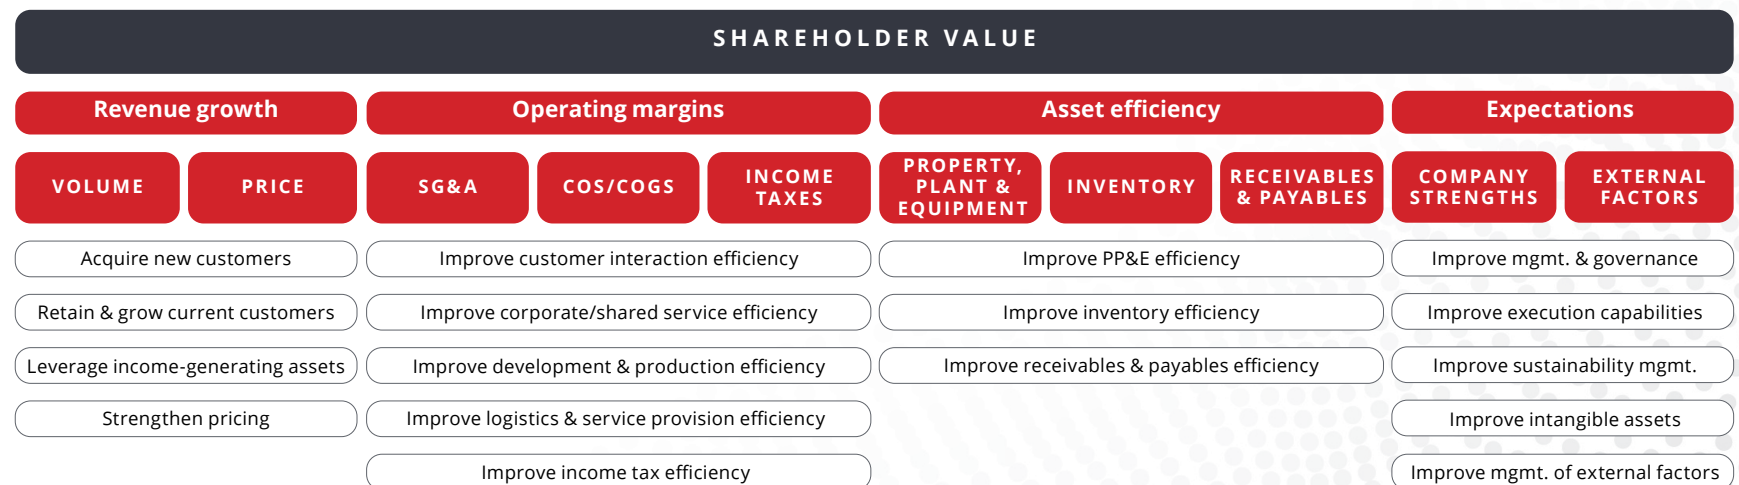 SHAREHOLDER VALUE
Revenue growth
Operating margins
Asset efficiency
Expectations
VOLUME
PRICE
SG&A
COS/COGS
INCOME
TAXES
PROPERTY,
PLANT &
EQUIPMENT
INVENTORY
RECEIVABLES
& PAYABLES
COMPANY
STRENGTHS
EXTERNAL
FACTORS
Acquire new customers
Improve customer interaction efficiency
Improve PP&E efficiency
Improve mgmt. & governance
Retain & grow current customers
Improve corporate/shared service efficiency
Improve inventory efficiency
Improve execution capabilities
Leverage income-generating assets
Improve development & production efficiency
Improve receivables & payables efficiency
Improve sustainability mgmt.
Strengthen pricing
Improve logistics & service provision efficiency
Improve intangible assets
Improve income tax efficiency
Improve mgmt. of external factors